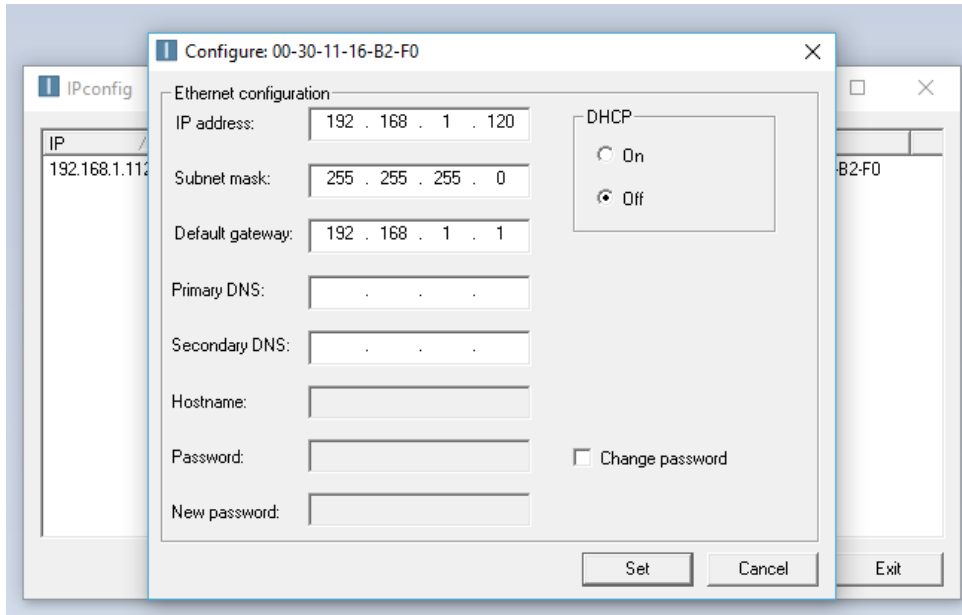 Configure: 00-30-11-16-B2-F0
IPconfig
IP
192.168.1.112
-B2-F0
Ethernet configuration
IP address: 192 . 168 . 1 . 120
DHCP
On
Subnet mask: 255 . 255 . 255 . 0
Off
Default gateway: 192 . 168 . 1 . 1
Primary DNS: . . .
Secondary DNS: . . .
Hostname:
Password:
Change password
New password:
Set
Cancel
Exit